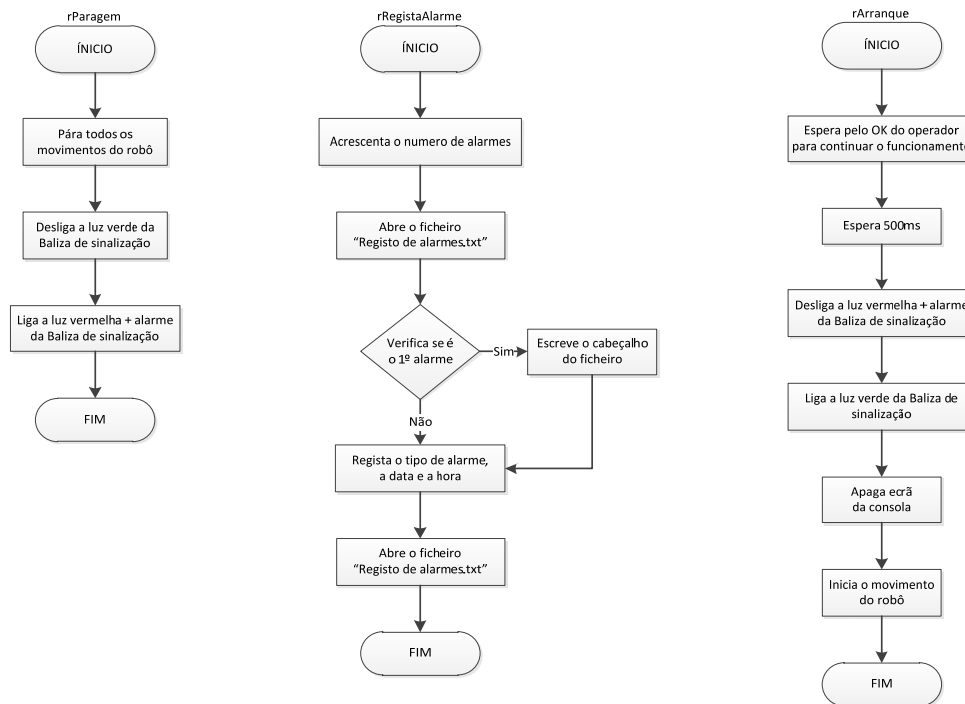 rParagem
ÍNICIO
Pára todos os
movimentos do robô
Desliga a luz verde da
Baliza de sinalização
Liga a luz vermelha + alarme
da Baliza de sinalização
FIM
rRegistaAlarme
ÍNICIO
Acrescenta o numero de alarmes
Abre o ficheiro
“Registo de alarmes.txt”
Verifica se é
o 1º alarme
Sim
Escreve o cabeçalho
do ficheiro
Não
Regista o tipo de alarme,
a data e a hora
Abre o ficheiro
“Registo de alarmes.txt”
FIM
rArranque
ÍNICIO
Espera pelo OK do operador
para continuar o funcionamento
Espera 500ms
Desliga a luz vermelha + alarme
da Baliza de sinalização
Liga a luz verde da Baliza de
sinalização
Apaga ecrã
da consola
Inicia o movimento
do robô
FIM